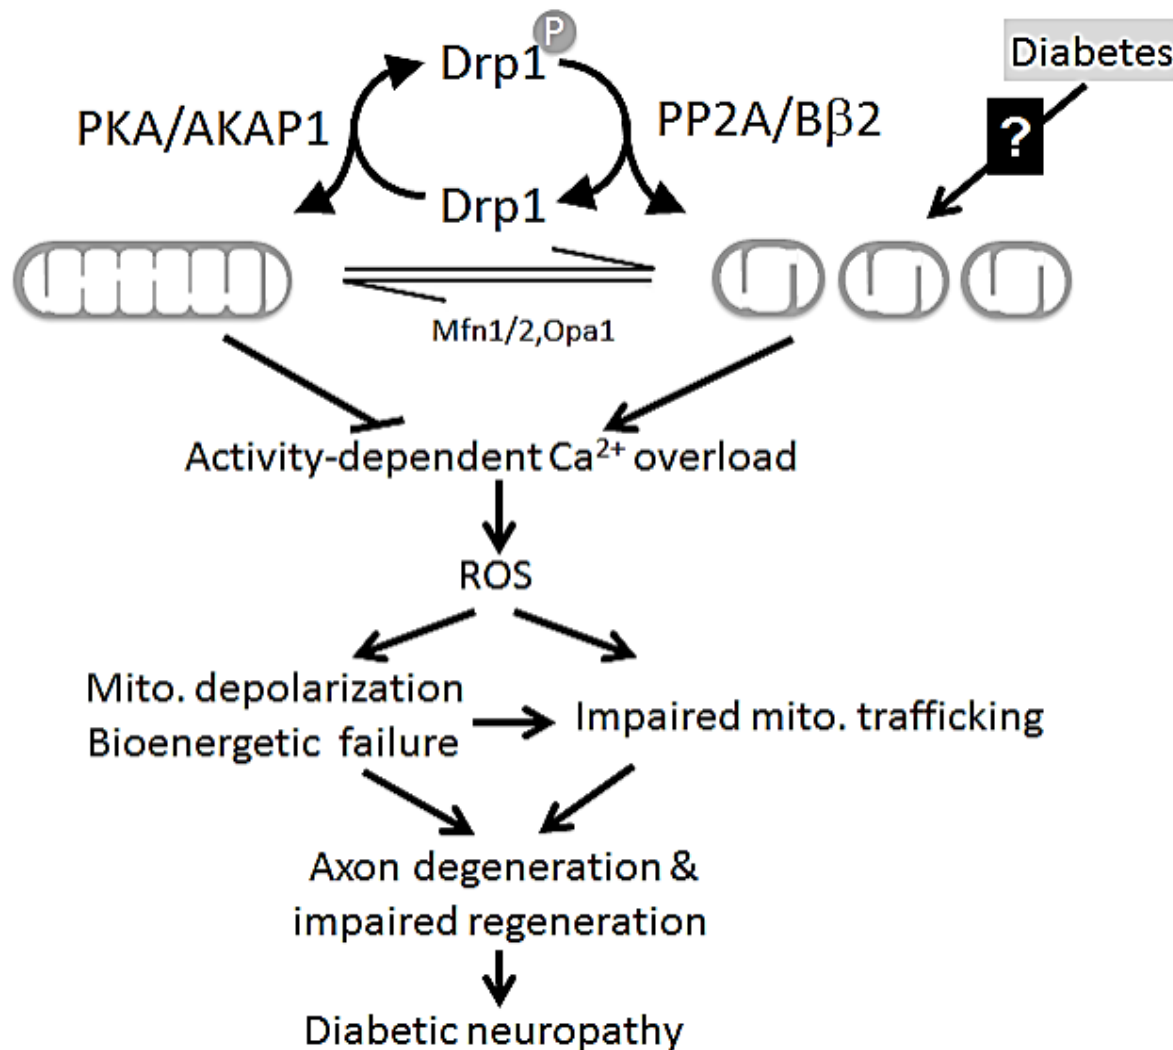 Drp1 P
Diabetes
PKA/AKAP1
PP2A/Bβ2
?
Drp1
Mfn1/2,Opa1
Activity-dependent Ca²⁺ overload
ROS
Mito. depolarization
Bioenergetic failure
Impaired mito. trafficking
Axon degeneration &
impaired regeneration
Diabetic neuropathy